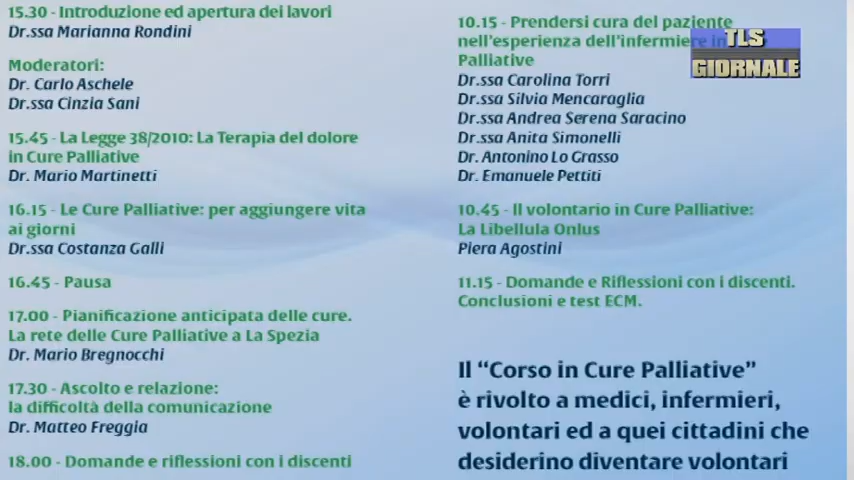 15.30 - Introduzione ed apertura dei lavori
Dr.ssa Marianna Rondini
Moderatori:
Dr. Carlo Aschele
Dr.ssa Cinzia Sani
15.45 - La Legge 38/2010: La Terapia del dolore
in Cure Palliative
Dr. Mario Martinetti
16.15 - Le Cure Palliative: per aggiungere vita
ai giorni
Dr.ssa Costanza Galli
16.45 - Pausa
17.00 - Pianificazione anticipata delle cure.
La rete delle Cure Palliative a La Spezia
Dr. Mario Bregnocchi
17.30 - Ascolto e relazione:
la difficoltà della comunicazione
Dr. Matteo Freggia
18.00 - Domande e riflessioni con i discenti
10.15 - Prendersi cura del paziente
nell'esperienza dell'infermiere in
Palliative
Dr.ssa Carolina Torri
Dr.ssa Silvia Mencaraglia
Dr.ssa Andrea Serena Saracino
Dr.ssa Anita Simonelli
Dr. Antonino Lo Grasso
Dr. Emanuele Pettiti
10.45 - Il volontario in Cure Palliative:
La Libellula Onlus
Piera Agostini
11.15 - Domande e Riflessioni con i discenti.
Conclusioni e test ECM.
Il “Corso in Cure Palliative”
è rivolto a medici, infermieri,
volontari ed a quei cittadini che
desiderino diventare volontari
TLS
GIORNALE